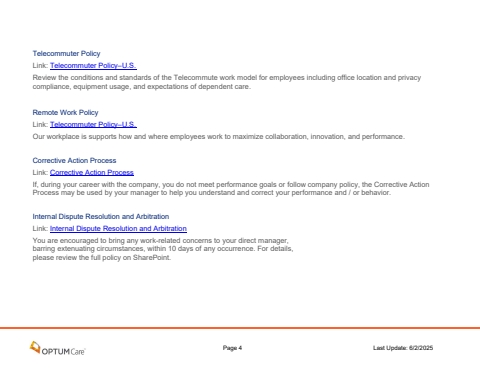 Telecommuter Policy
Link: Telecommuter Policy–U.S.
Review the conditions and standards of the Telecommute work model for employees including office location and privacy
compliance, equipment usage, and expectations of dependent care.
Remote Work Policy
Link: Telecommuter Policy–U.S.
Our workplace is supports how and where employees work to maximize collaboration, innovation, and performance.
Corrective Action Process
Link: Corrective Action Process
If, during your career with the company, you do not meet performance goals or follow company policy, the Corrective Action
Process may be used by your manager to help you understand and correct your performance and / or behavior.
Internal Dispute Resolution and Arbitration
Link: Internal Dispute Resolution and Arbitration
You are encouraged to bring any work-related concerns to your direct manager,
barring extenuating circumstances, within 10 days of any occurrence. For details,
please review the full policy on SharePoint.
OPTUMCare Page 4 Last Update: 6/2/2025